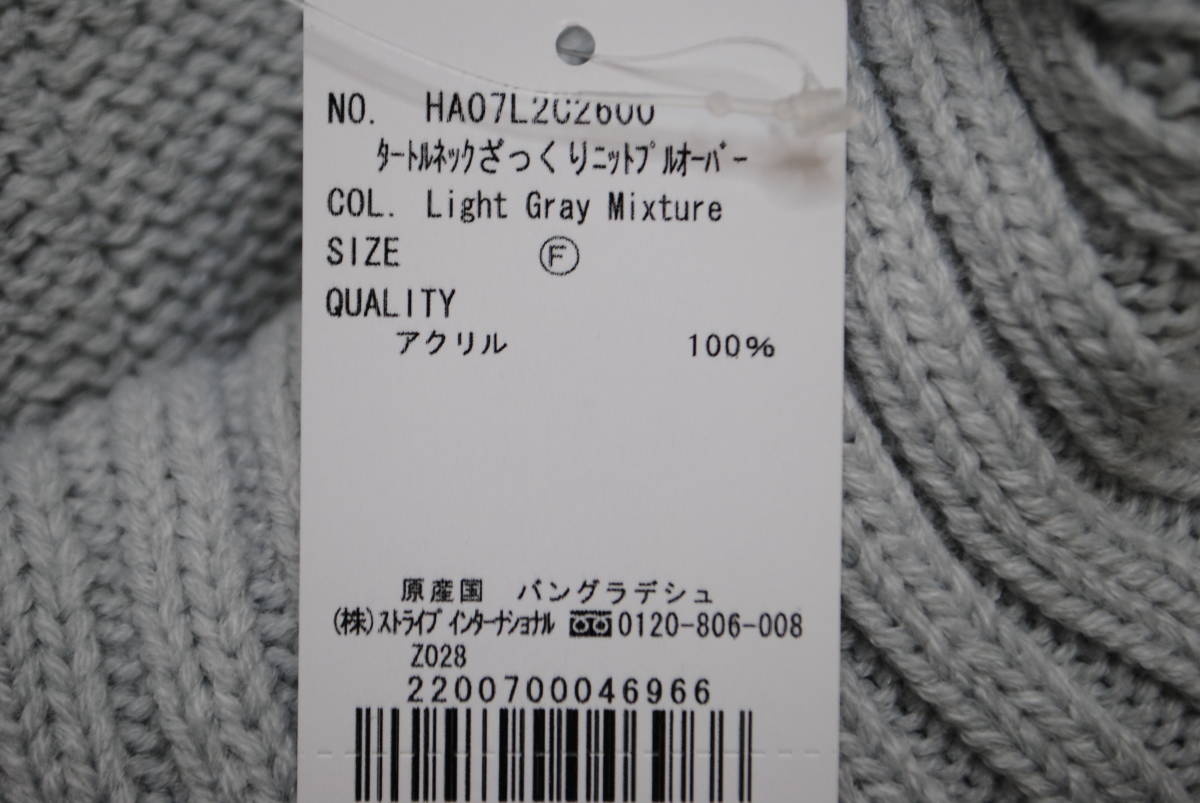 NO. HA07L2C2600
ﾀｰﾄﾙﾈｯｸざっくりﾆｯﾄﾌﾟﾙｵｰﾊﾞｰ
COL. Light Gray Mixture
SIZE Ⓕ
QUALITY
アクリル 100%
原産国 バングラデシュ
(株)ｽﾄﾗｲﾌﾟｲﾝﾀｰﾅｼｮﾅﾙ 0120-806-008
Z028
2200700046966